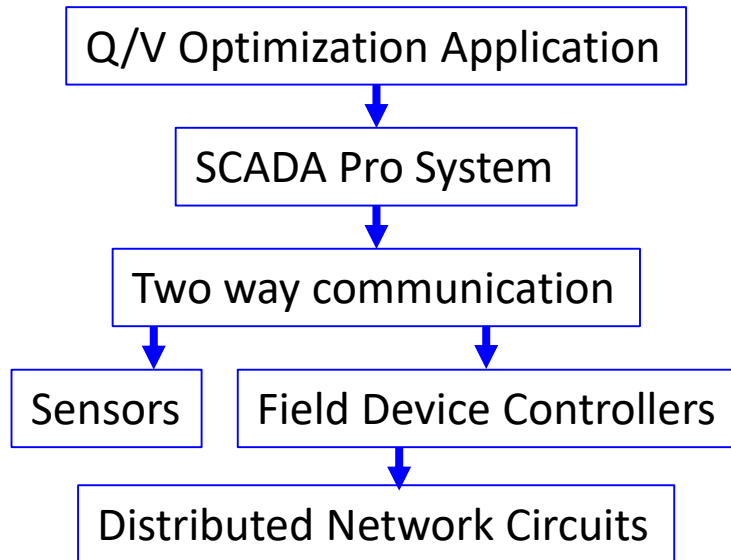 Q/V Optimization Application
SCADA Pro System
Two way communication
Sensors
Field Device Controllers
Distributed Network Circuits